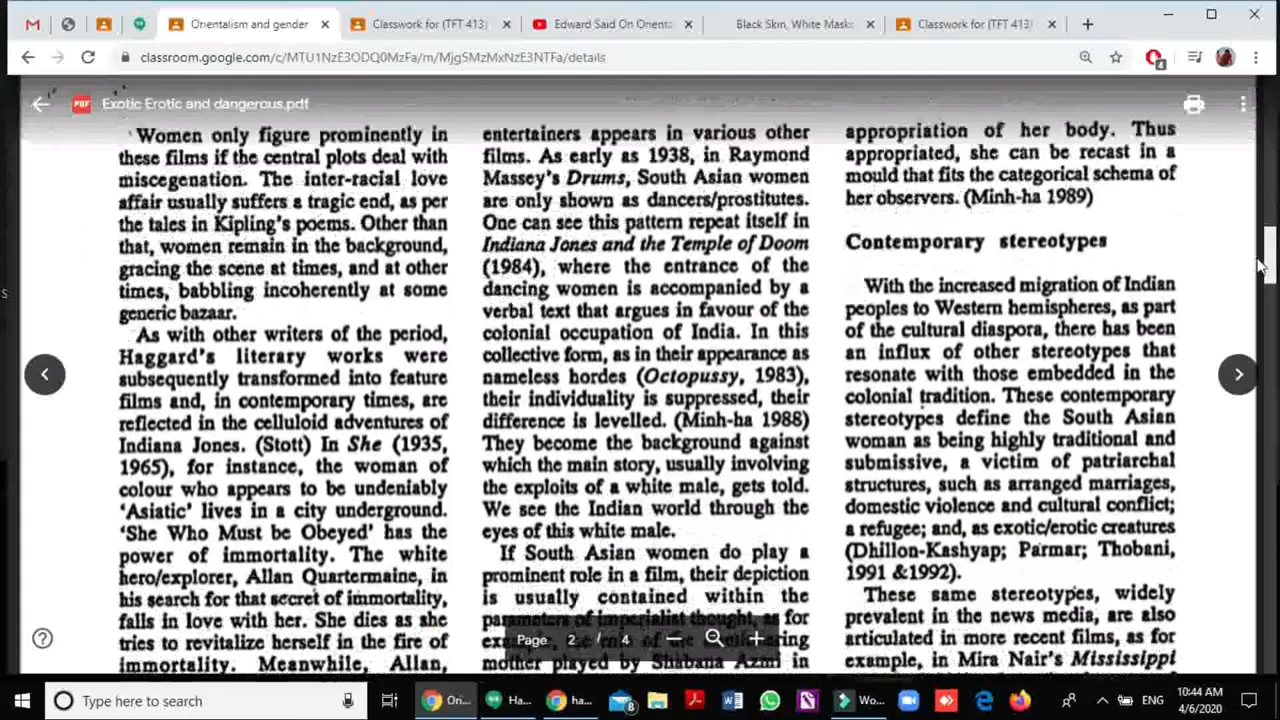 Orientalism and gender
Classwork for (TFT 413)
Edward Said On Orient
Black Skin, White Mask
Classwork for (TFT 413)
classroom.google.com/c/MTU1NzE3ODQ0MzFa/m/Mjg5MzMxNzE3NTFa/details
4
Exotic Erotic and dangerous.pdf
Women only figure prominently in
these films if the central plots deal with
miscegenation. The inter-racial love
affair usually suffers a tragic end, as per
the tales in Kipling's poems. Other than
that, women remain in the background,
gracing the scene at times, and at other
times, babbling incoherently at some
generic bazaar.
As with other writers of the period,
Haggard's literary works were
subsequently transformed into feature
films and, in contemporary times, are
reflected in the celluloid adventures of
Indiana Jones. (Stott) In She (1935,
1965), for instance, the woman of
colour who appears to be undeniably
'Asiatic' lives in a city underground.
'She Who Must be Obeyed' has the
power of immortality. The white
hero/explorer, Allan Quartermaine, in
his search for that secret of immortality,
falls in love with her. She dies as she
tries to revitalize herself in the fire of
immortality. Meanwhile, Allan,
entertainers appears in various other
films. As early as 1938, in Raymond
Massey's Drums, South Asian women
are only shown as dancers/prostitutes.
One can see this pattern repeat itself in
Indiana Jones and the Temple of Doom
(1984), where the entrance of the
dancing women is accompanied by a
verbal text that argues in favour of the
colonial occupation of India. In this
collective form, as in their appearance as
nameless hordes (Octopussy, 1983),
their individuality is suppressed, their
difference is levelled. (Minh-ha 1988)
They become the background against
which the main story, usually involving
the exploits of a white male, gets told.
We see the Indian world through the
eyes of this white male.
If South Asian women do play a
prominent role in a film, their depiction
is usually contained within the
parameters of imperialist thought, as for
mother played by Shabana Azmi in
appropriation of her body. Thus
appropriated, she can be recast in a
mould that fits the categorical schema of
her observers. (Minh-ha 1989)
Contemporary stereotypes
With the increased migration of Indian
peoples to Western hemispheres, as part
of the cultural diaspora, there has been
an influx of other stereotypes that
resonate with those embedded in the
colonial tradition. These contemporary
stereotypes define the South Asian
woman as being highly traditional and
submissive, a victim of patriarchal
structures, such as arranged marriages,
domestic violence and cultural conflict;
a refugee; and, as exotic/erotic creatures
(Dhillon-Kashyap; Parmar; Thobani,
1991 &1992).
These same stereotypes, widely
prevalent in the news media, are also
articulated in more recent films, as for
example, in Mira Nair's Mississippi
Page 2 / 4
s
Type here to search
Ori...
Ha...
ha...
8
Wo...
ENG
10:44 AM
4/6/2020